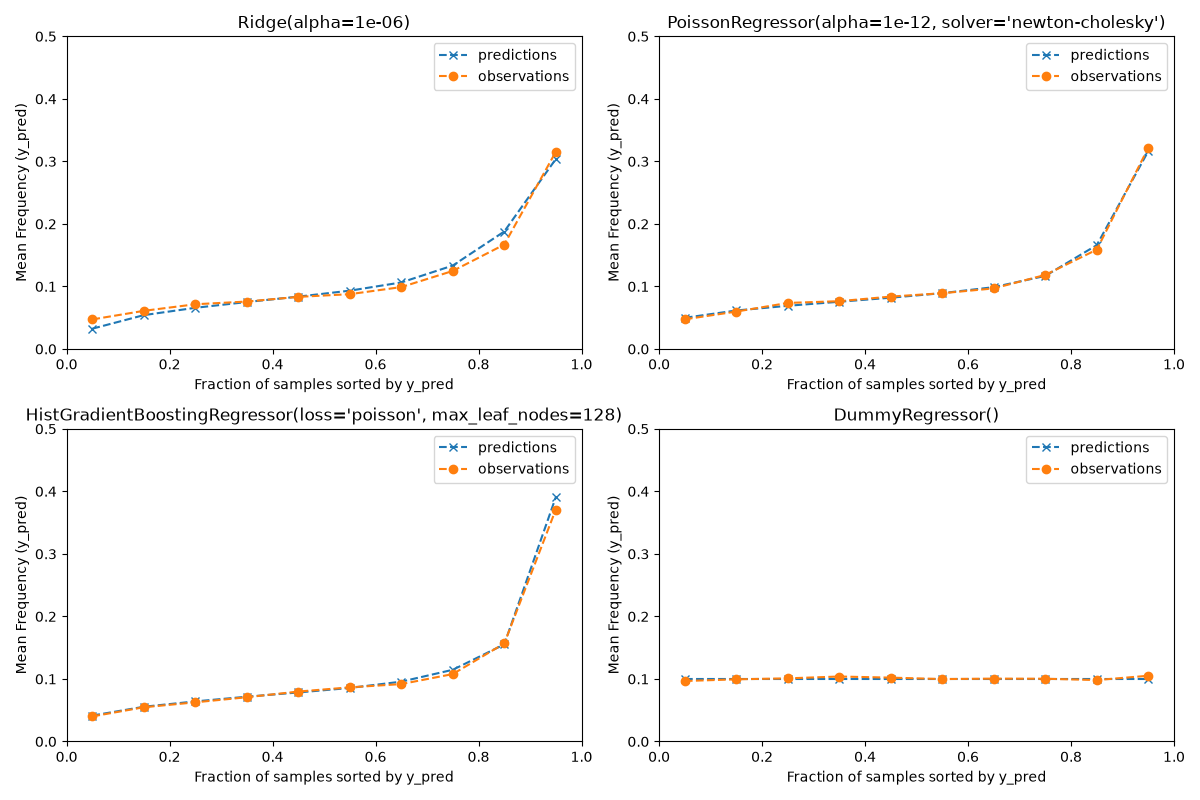 Ridge(alpha=1e-06)
Mean Frequency (y_pred)
0.5
0.4
0.3
0.2
0.1
0.0
predictions
observations
0.0 0.2 0.4 0.6 0.8 1.0
Fraction of samples sorted by y_pred
PoissonRegressor(alpha=1e-12, solver='newton-cholesky')
Mean Frequency (y_pred)
0.5
0.4
0.3
0.2
0.1
0.0
predictions
observations
0.0 0.2 0.4 0.6 0.8 1.0
Fraction of samples sorted by y_pred
HistGradientBoostingRegressor(loss='poisson', max_leaf_nodes=128)
Mean Frequency (y_pred)
0.5
0.4
0.3
0.2
0.1
0.0
predictions
observations
0.0 0.2 0.4 0.6 0.8 1.0
Fraction of samples sorted by y_pred
DummyRegressor()
Mean Frequency (y_pred)
0.5
0.4
0.3
0.2
0.1
0.0
predictions
observations
0.0 0.2 0.4 0.6 0.8 1.0
Fraction of samples sorted by y_pred